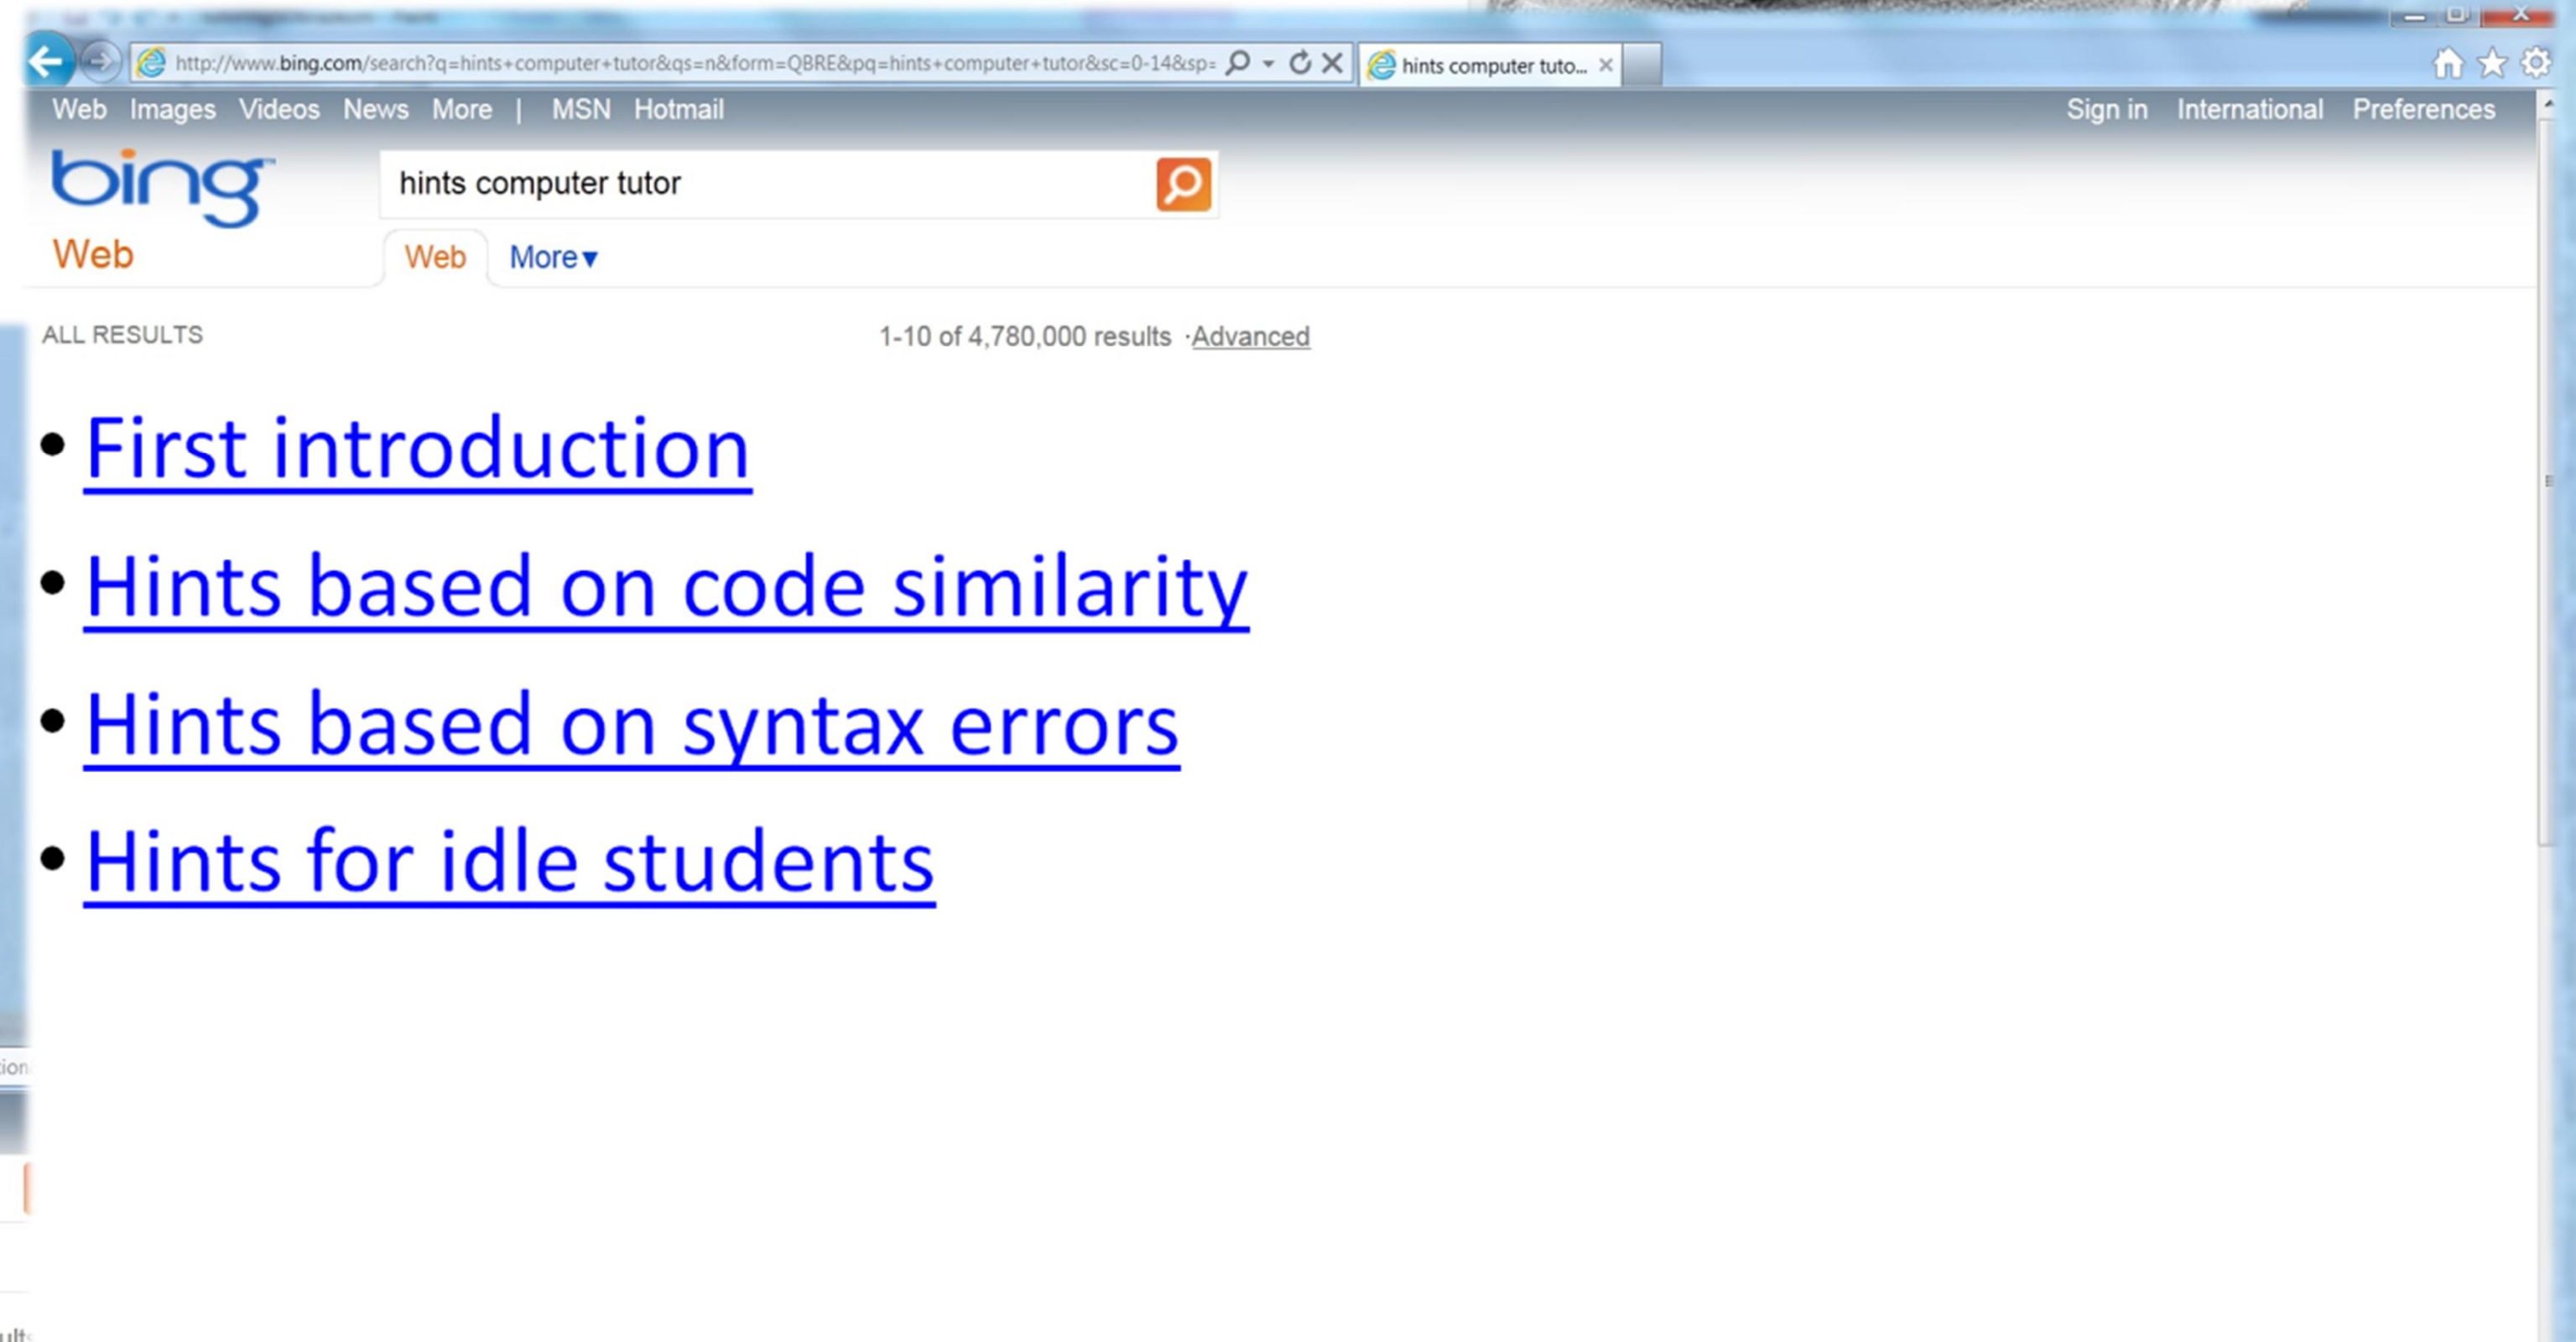 http://www.bing.com/search?q=hints+computer+tutor&qs=n&form=QBRE&pq=hints+computer+tutor&sc=0-14&sp= hints computer tuto...
Web Images Videos News More | MSN Hotmail Sign in International Preferences
bing™ hints computer tutor
Web Web More▼
ALL RESULTS 1-10 of 4,780,000 results ·Advanced
• First introduction
• Hints based on code similarity
• Hints based on syntax errors
• Hints for idle students